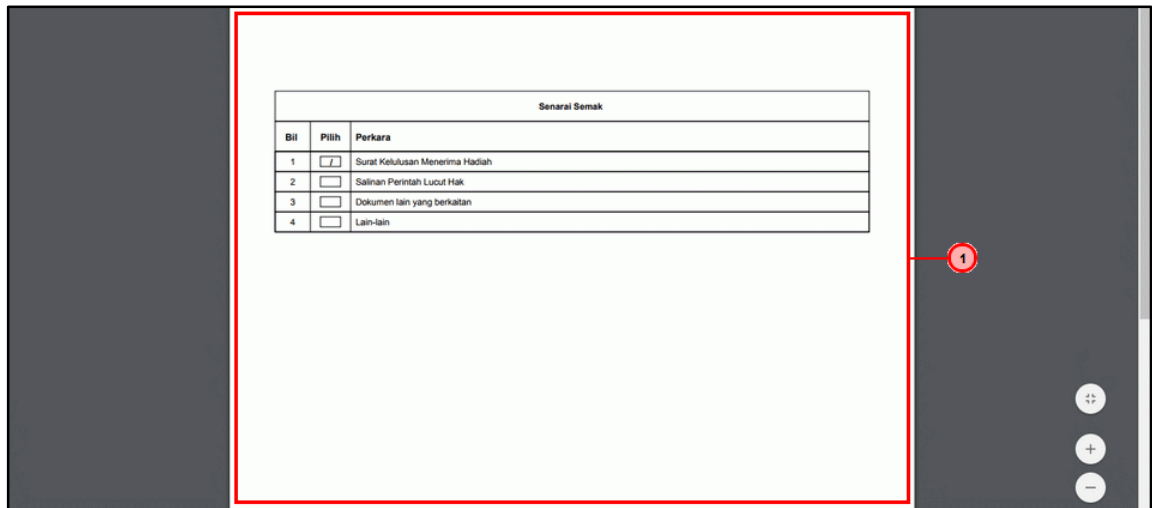 Senarai Semak
Bil Pilih Perkara
1 / Surat Kelulusan Menerima Hadiah
2 Salinan Perintah Lucut Hak
3 Dokumen lain yang berkaitan
4 Lain-lain
1